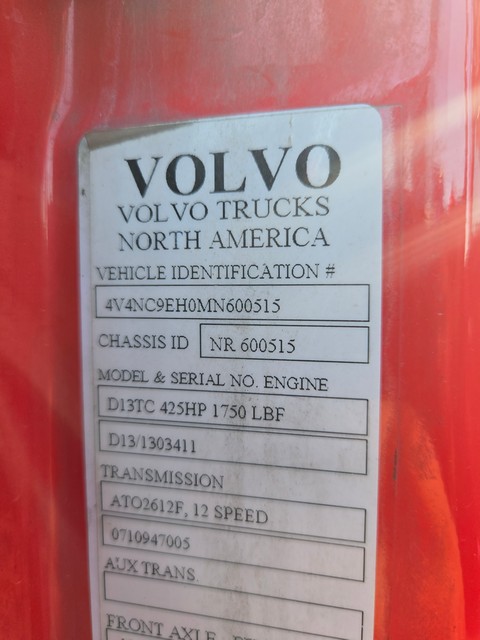 VOLVO
VOLVO TRUCKS
NORTH AMERICA
VEHICLE IDENTIFICATION #
4V4NC9EH0MN600515
CHASSIS ID NR 600515
MODEL & SERIAL NO. ENGINE
D13TC 425HP 1750 LBF
D13/1303411
TRANSMISSION
ATO2612F, 12 SPEED
0710947005
AUX TRANS.
FRONT AXLE